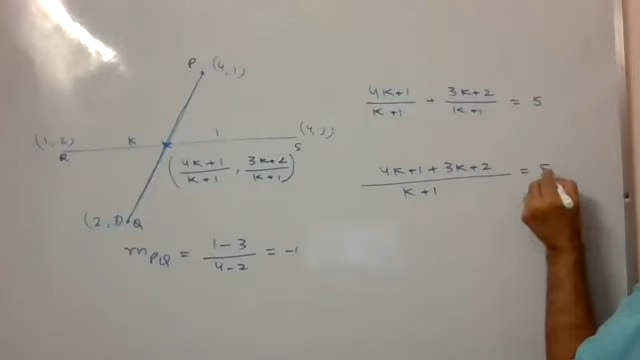 P (4, 1)
(1, 2) R K 1 (4, 3) S
(4K+1/K+1, 3K+2/K+1)
(2, 3) Q
m_PQ = 1-3/4-2 = -1
4K+1/K+1 + 3K+2/K+1 = 5
4K+1+3K+2/K+1 = 5